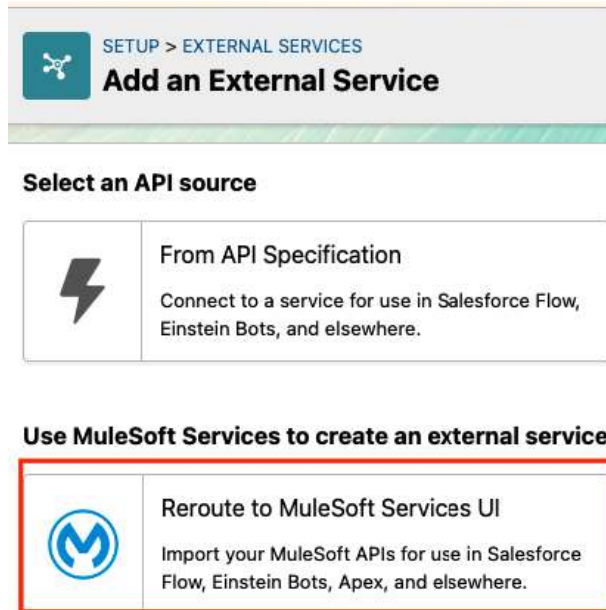 SETUP > EXTERNAL SERVICES
Add an External Service
Select an API source
From API Specification
Connect to a service for use in Salesforce Flow,
Einstein Bots, and elsewhere.
Use MuleSoft Services to create an external service
Reroute to MuleSoft Services UI
Import your MuleSoft APIs for use in Salesforce
Flow, Einstein Bots, Apex, and elsewhere.